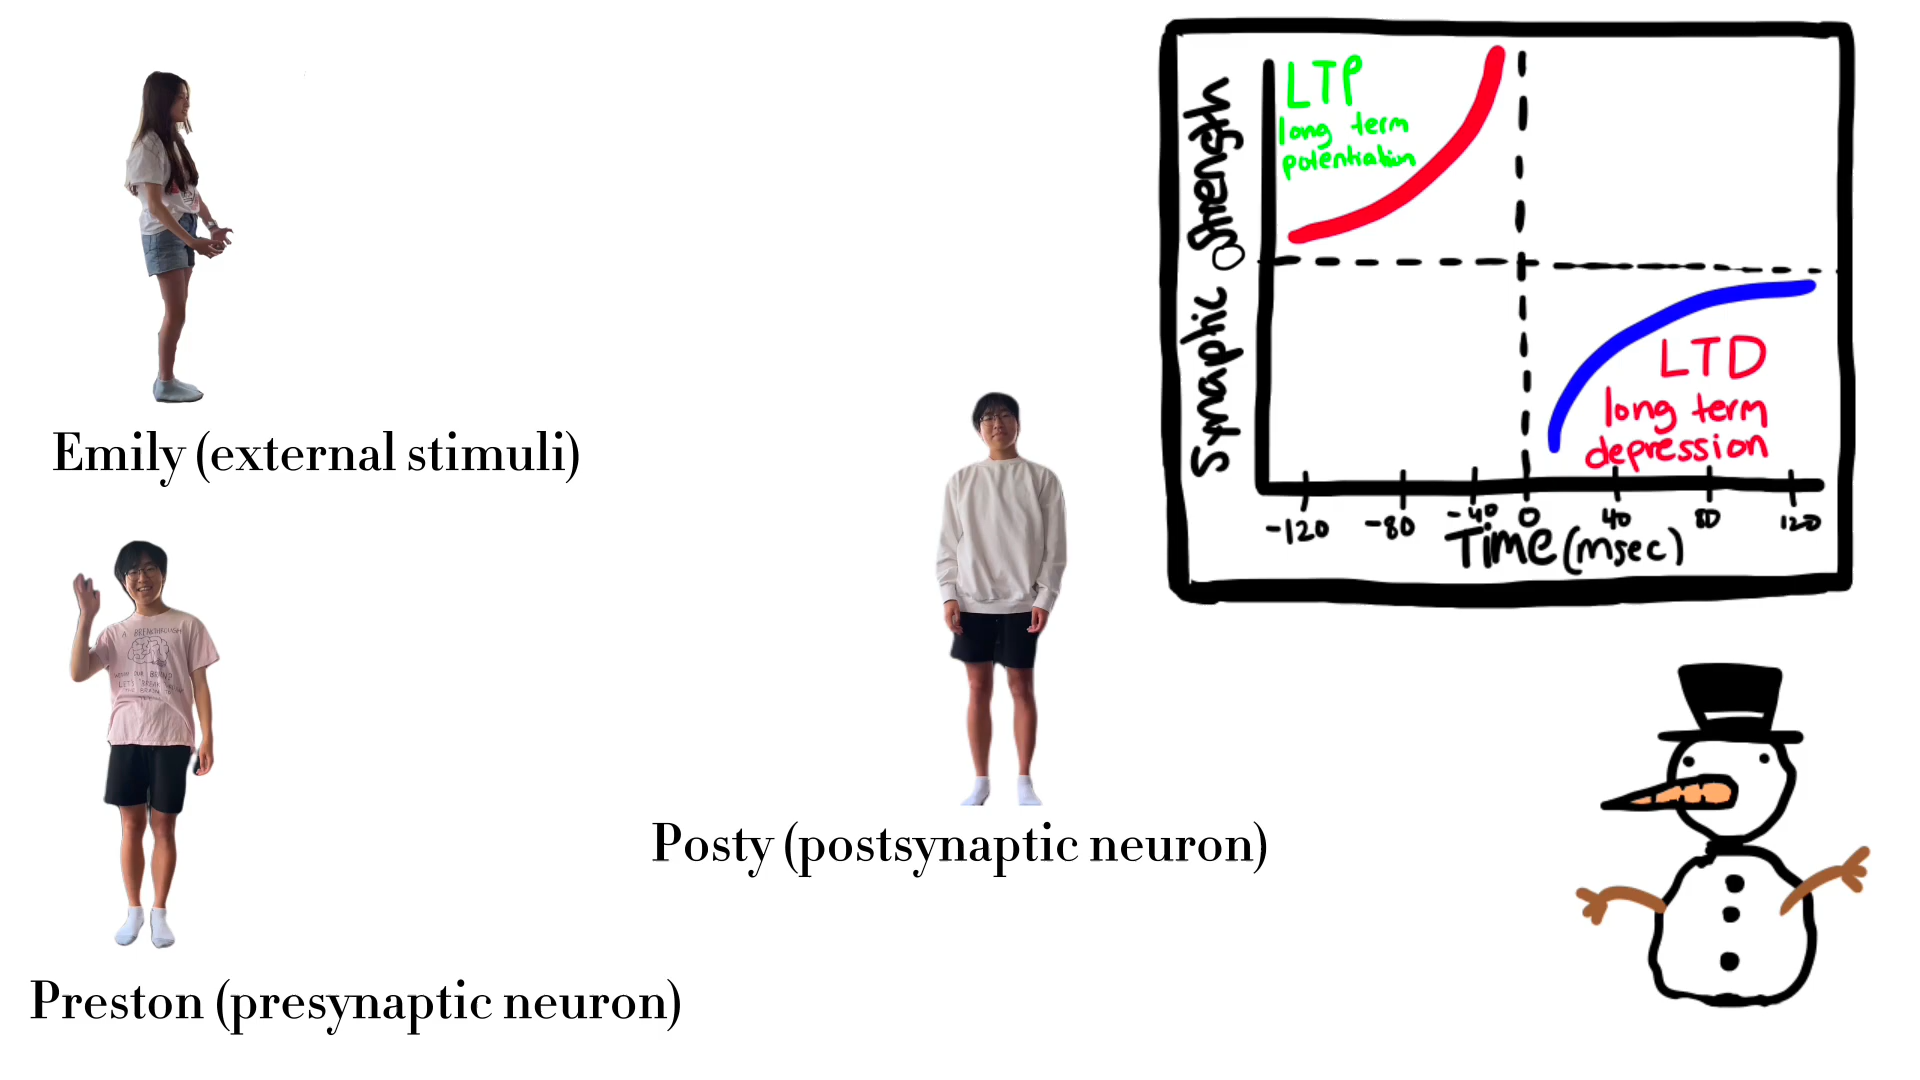 Emily (external stimuli)
Preston (presynaptic neuron)
Posty (postsynaptic neuron)
Synaptic strength
LTP
long term
potentiation
LTD
long term
depression
-120 -80 -40 0 40 80 120
Time (msec)
A BREAKTHROUGH